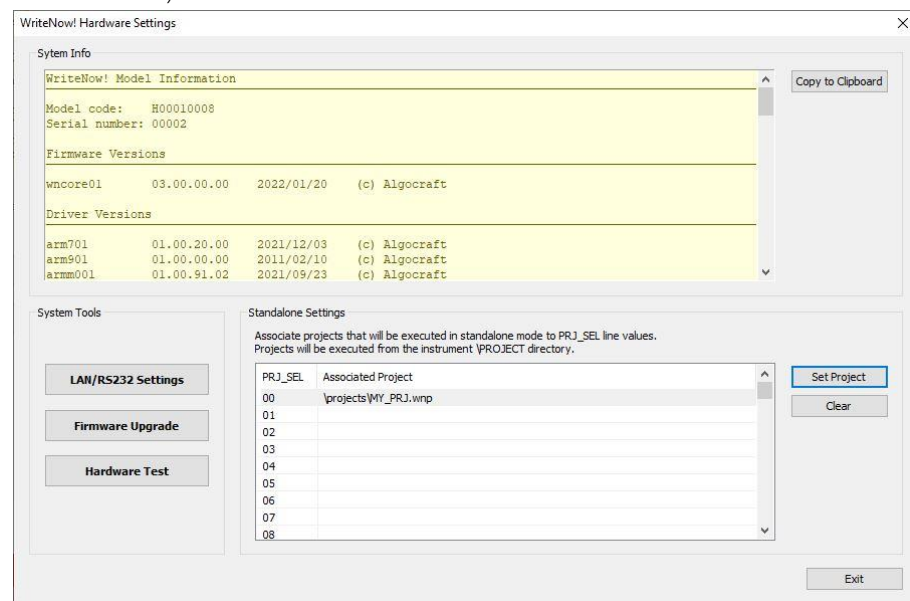 WriteNow! Hardware Settings
Sytem Info
WriteNow! Model Information
Model code: H00010008
Serial number: 00002
Firmware Versions
wncore01 03.00.00.00 2022/01/20 (c) Algocraft
Driver Versions
arm701 01.00.20.00 2021/12/03 (c) Algocraft
arm901 01.00.00.00 2011/02/10 (c) Algocraft
armm001 01.00.91.02 2021/09/23 (c) Algocraft
Copy to Clipboard
System Tools
LAN/RS232 Settings
Firmware Upgrade
Hardware Test
Standalone Settings
Associate projects that will be executed in standalone mode to PRJ_SEL line values.
Projects will be executed from the instrument \PROJECT directory.
PRJ_SEL Associated Project
00 \projects\MY_PRJ.wnp
01
02
03
04
05
06
07
08
Set Project
Clear
Exit